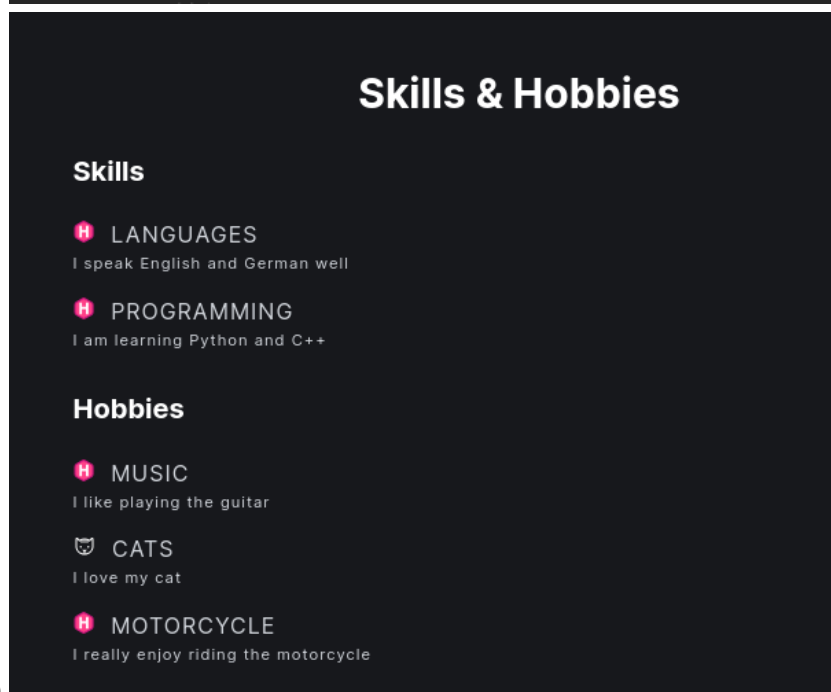 Skills & Hobbies
Skills
H LANGUAGES
I speak English and German well
H PROGRAMMING
I am learning Python and C++
Hobbies
H MUSIC
I like playing the guitar
CATS
I love my cat
H MOTORCYCLE
I really enjoy riding the motorcycle